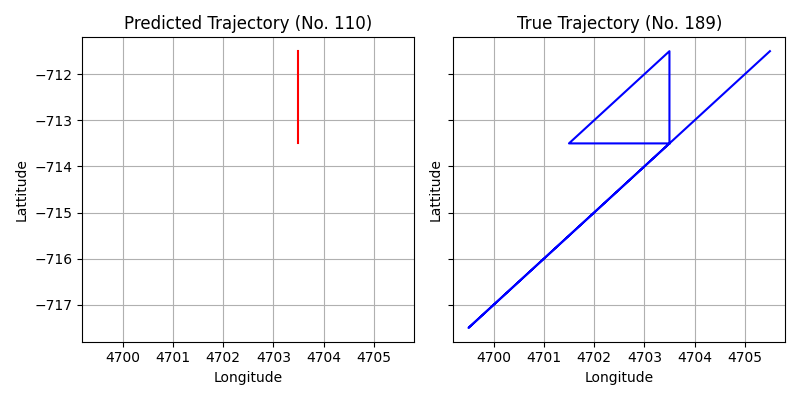 Predicted Trajectory (No. 110)
True Trajectory (No. 189)
Lattitude
−712
−713
−714
−715
−716
−717
4700 4701 4702 4703 4704 4705
Longitude
Lattitude
4700 4701 4702 4703 4704 4705
Longitude